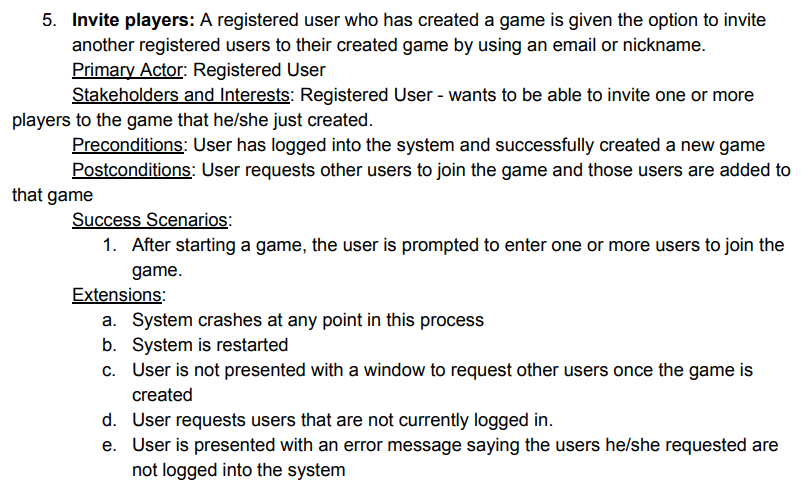 5. Invite players: A registered user who has created a game is given the option to invite
another registered users to their created game by using an email or nickname.
Primary Actor: Registered User
Stakeholders and Interests: Registered User - wants to be able to invite one or more
players to the game that he/she just created.
Preconditions: User has logged into the system and successfully created a new game
Postconditions: User requests other users to join the game and those users are added to
that game
Success Scenarios:
1. After starting a game, the user is prompted to enter one or more users to join the
game.
Extensions:
a. System crashes at any point in this process
b. System is restarted
c. User is not presented with a window to request other users once the game is
created
d. User requests users that are not currently logged in.
e. User is presented with an error message saying the users he/she requested are
not logged into the system